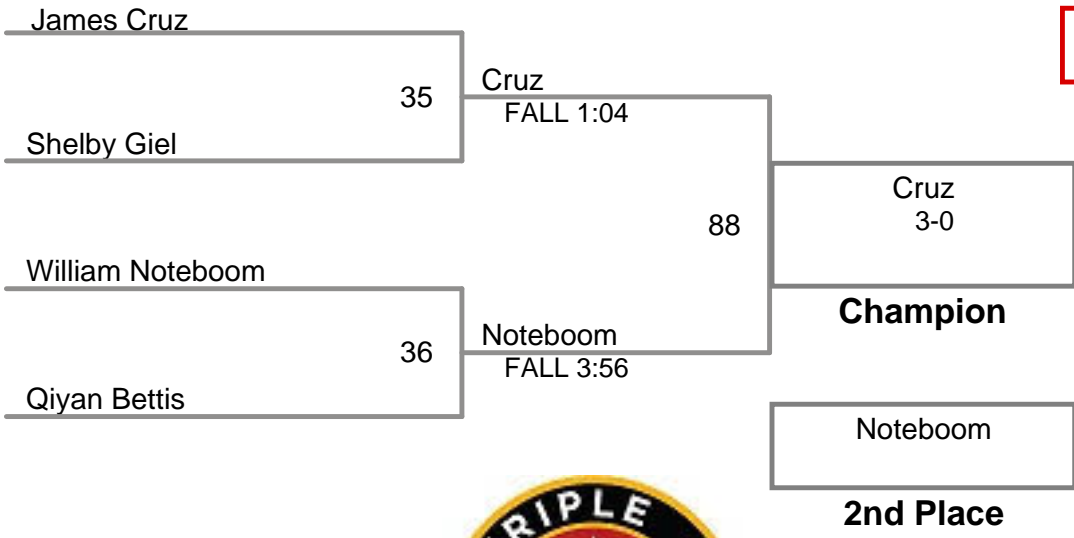 James Cruz
35
Cruz
FALL 1:04
Shelby Giel
Cruz
3-0
88
William Noteboom
Champion
36
Noteboom
FALL 3:56
Qiyan Bettis
Noteboom
2nd Place
RIPLE